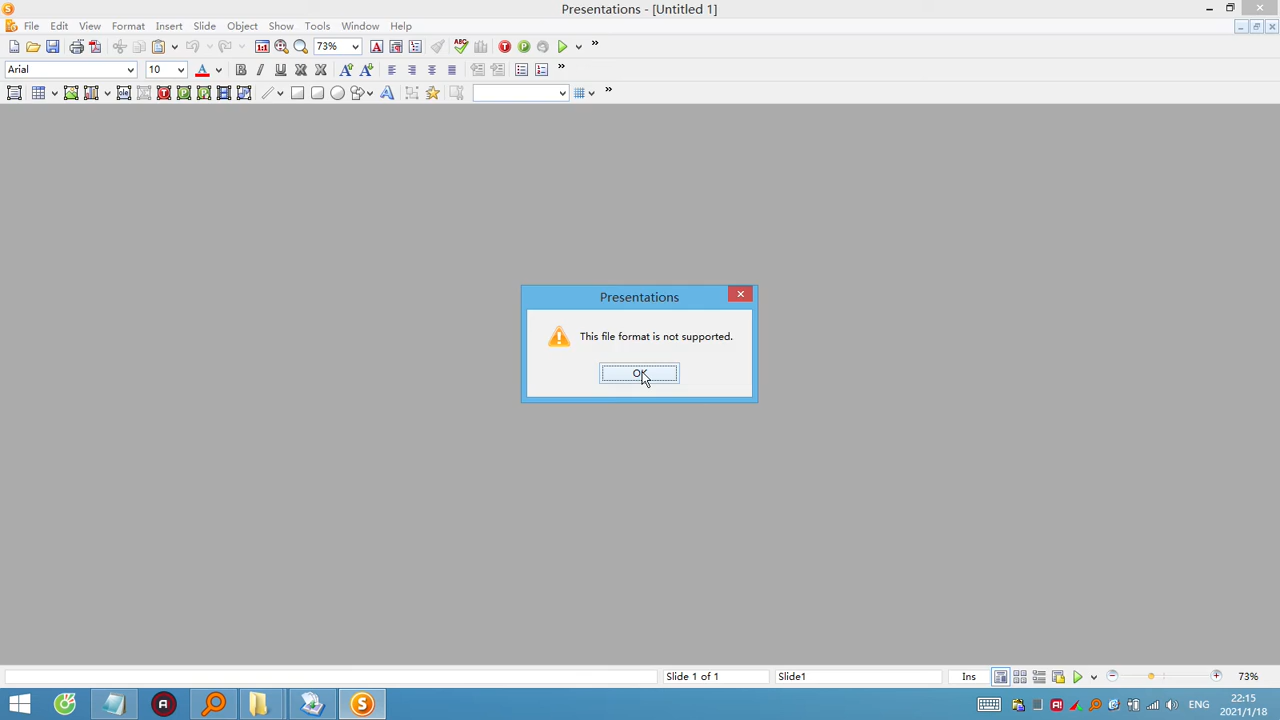 Presentations - [Untitled 1]
File Edit View Format Insert Slide Object Show Tools Window Help
73%
Arial 10
Presentations
This file format is not supported.
OK
Slide 1 of 1 Slide1 Ins 73%
ENG
22:15
2021/1/18